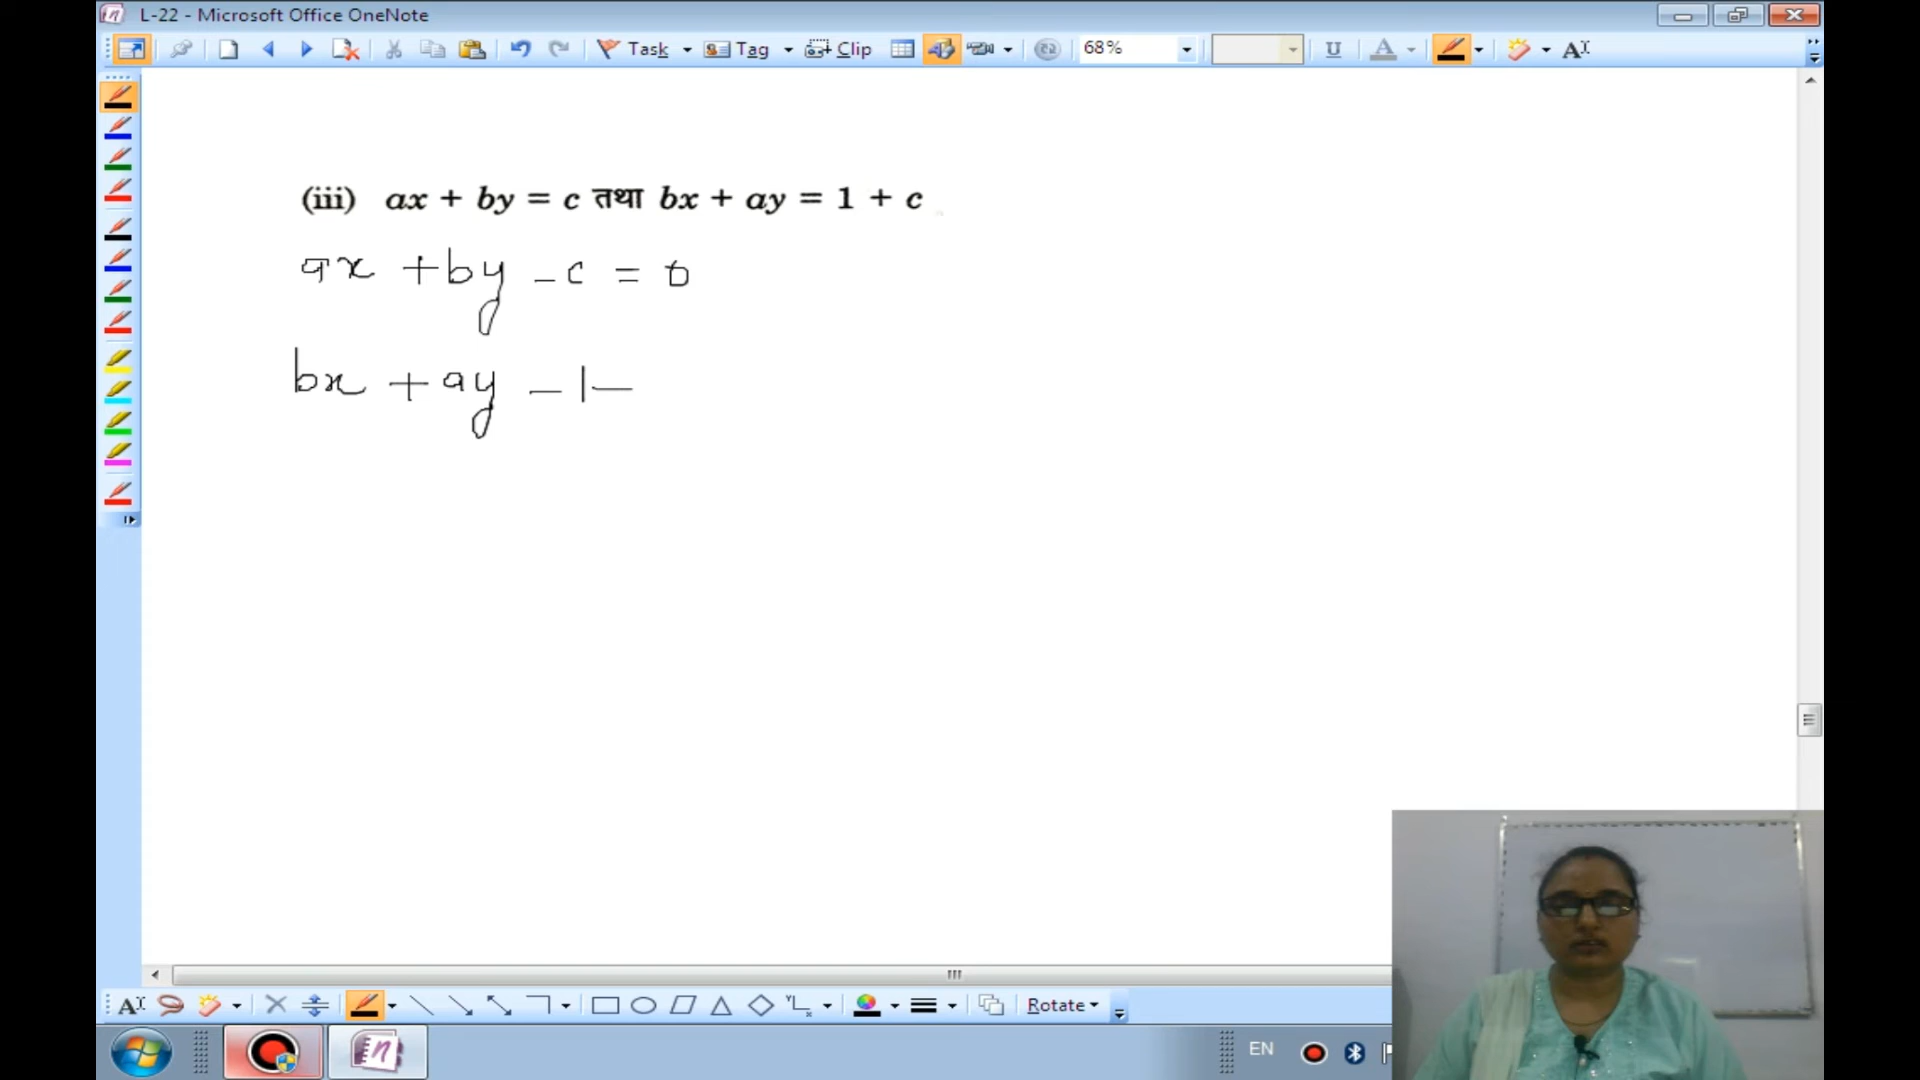 L-22 - Microsoft Office OneNote
Task Tag Clip 68% U A A
(iii) ax + by = c तथा bx + ay = 1 + c
ax + by - c = 0
bx + ay - 1 -
A Rotate
EN